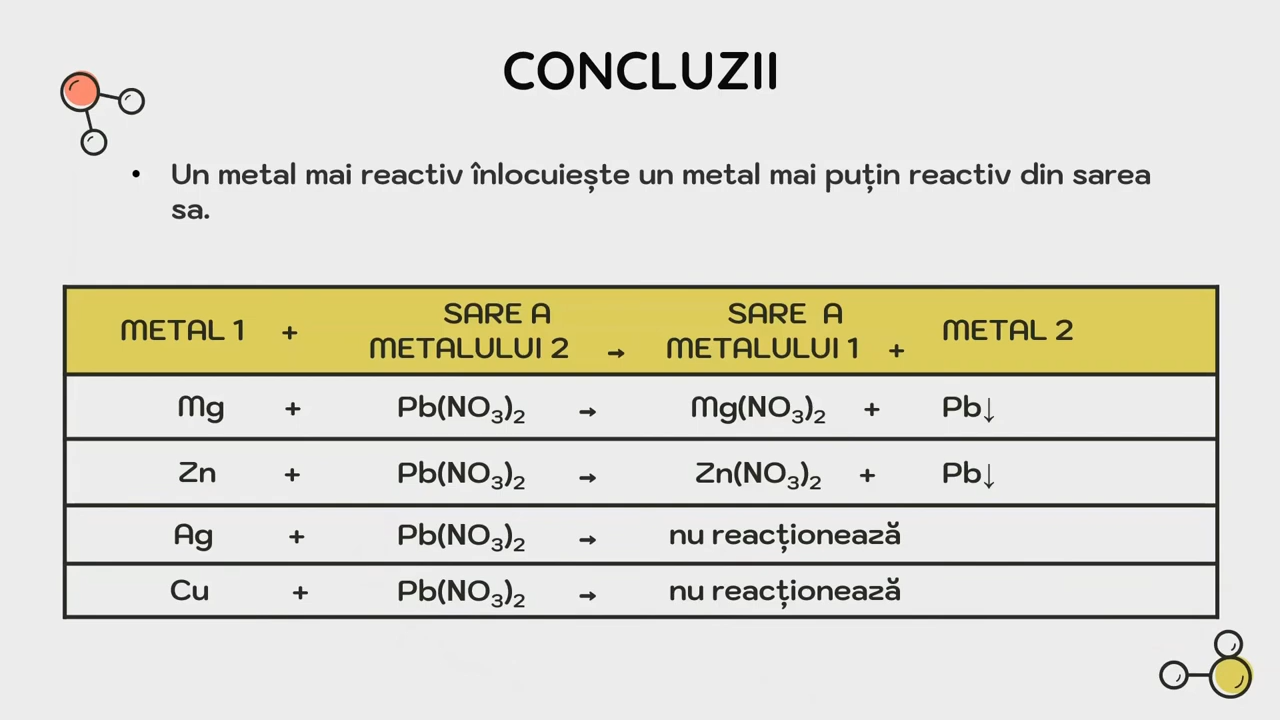 CONCLUZII
• Un metal mai reactiv înlocuiește un metal mai puțin reactiv din sarea
sa.
METAL 1 + SARE A METALULUI 2 → SARE A METALULUI 1 + METAL 2
Mg + Pb(NO₃)₂ → Mg(NO₃)₂ + Pb↓
Zn + Pb(NO₃)₂ → Zn(NO₃)₂ + Pb↓
Ag + Pb(NO₃)₂ → nu reacționează
Cu + Pb(NO₃)₂ → nu reacționează